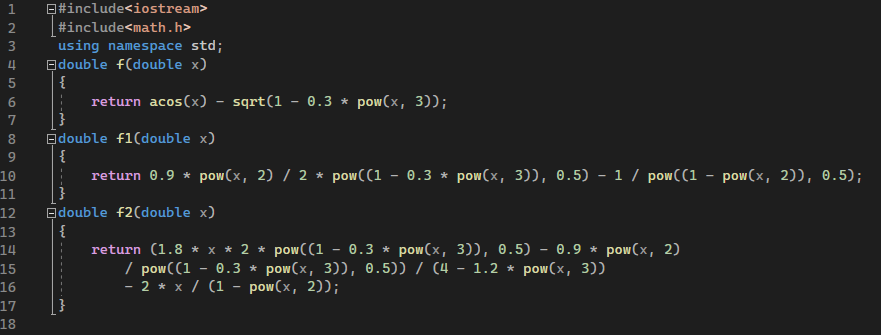 1 #include<iostream>
2 #include<math.h>
3 using namespace std;
4 double f(double x)
5 {
6 return acos(x) - sqrt(1 - 0.3 * pow(x, 3));
7 }
8 double f1(double x)
9 {
10 return 0.9 * pow(x, 2) / 2 * pow((1 - 0.3 * pow(x, 3)), 0.5) - 1 / pow((1 - pow(x, 2)), 0.5);
11 }
12 double f2(double x)
13 {
14 return (1.8 * x * 2 * pow((1 - 0.3 * pow(x, 3)), 0.5) - 0.9 * pow(x, 2)
15 / pow((1 - 0.3 * pow(x, 3)), 0.5)) / (4 - 1.2 * pow(x, 3))
16 - 2 * x / (1 - pow(x, 2));
17 }
18